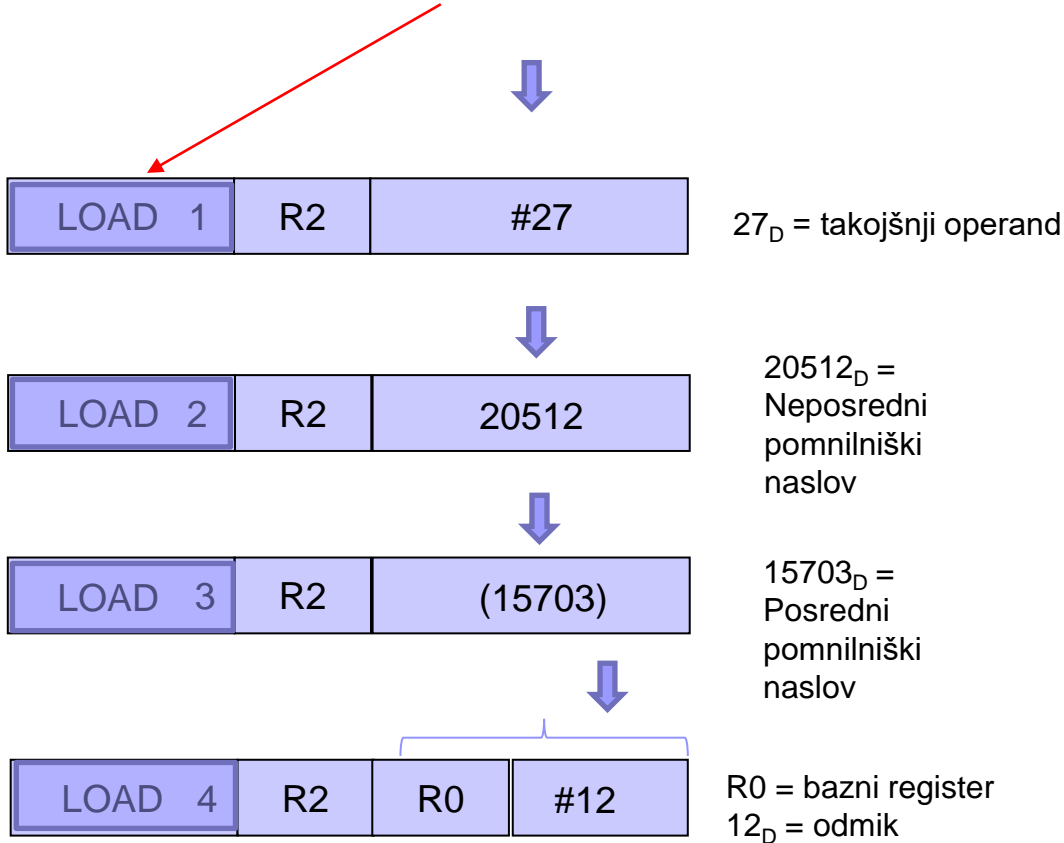 LOAD 1 R2 #27 27D = takojšnji operand
LOAD 2 R2 20512 20512D =
Neposredni
pomnilniški
naslov
LOAD 3 R2 (15703) 15703D =
Posredni
pomnilniški
naslov
LOAD 4 R2 R0 #12 R0 = bazni register
12D = odmik